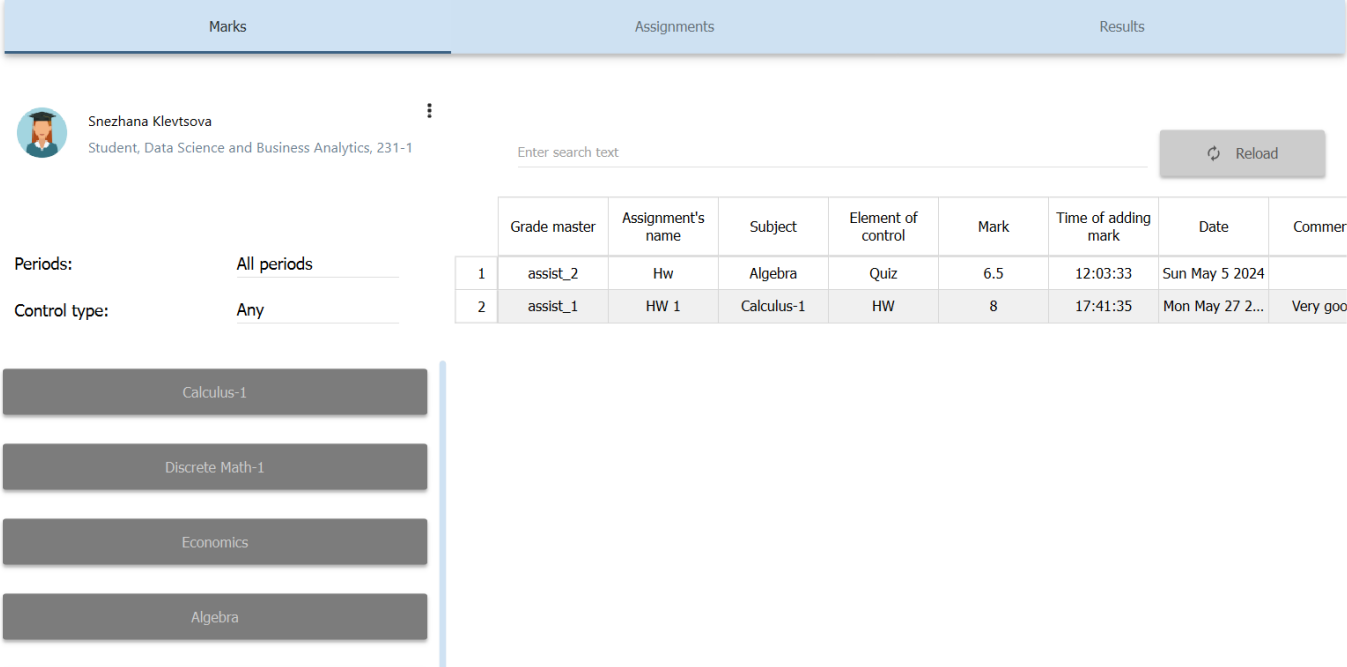 Marks Assignments Results
Snezhana Klevtsova
Student, Data Science and Business Analytics, 231-1
Enter search text Reload
Periods: All periods
Control type: Any
Grade master Assignment's name Subject Element of control Mark Time of adding mark Date Commer
1 assist_2 Hw Algebra Quiz 6.5 12:03:33 Sun May 5 2024
2 assist_1 HW 1 Calculus-1 HW 8 17:41:35 Mon May 27 2... Very goo
Calculus-1
Discrete Math-1
Economics
Algebra